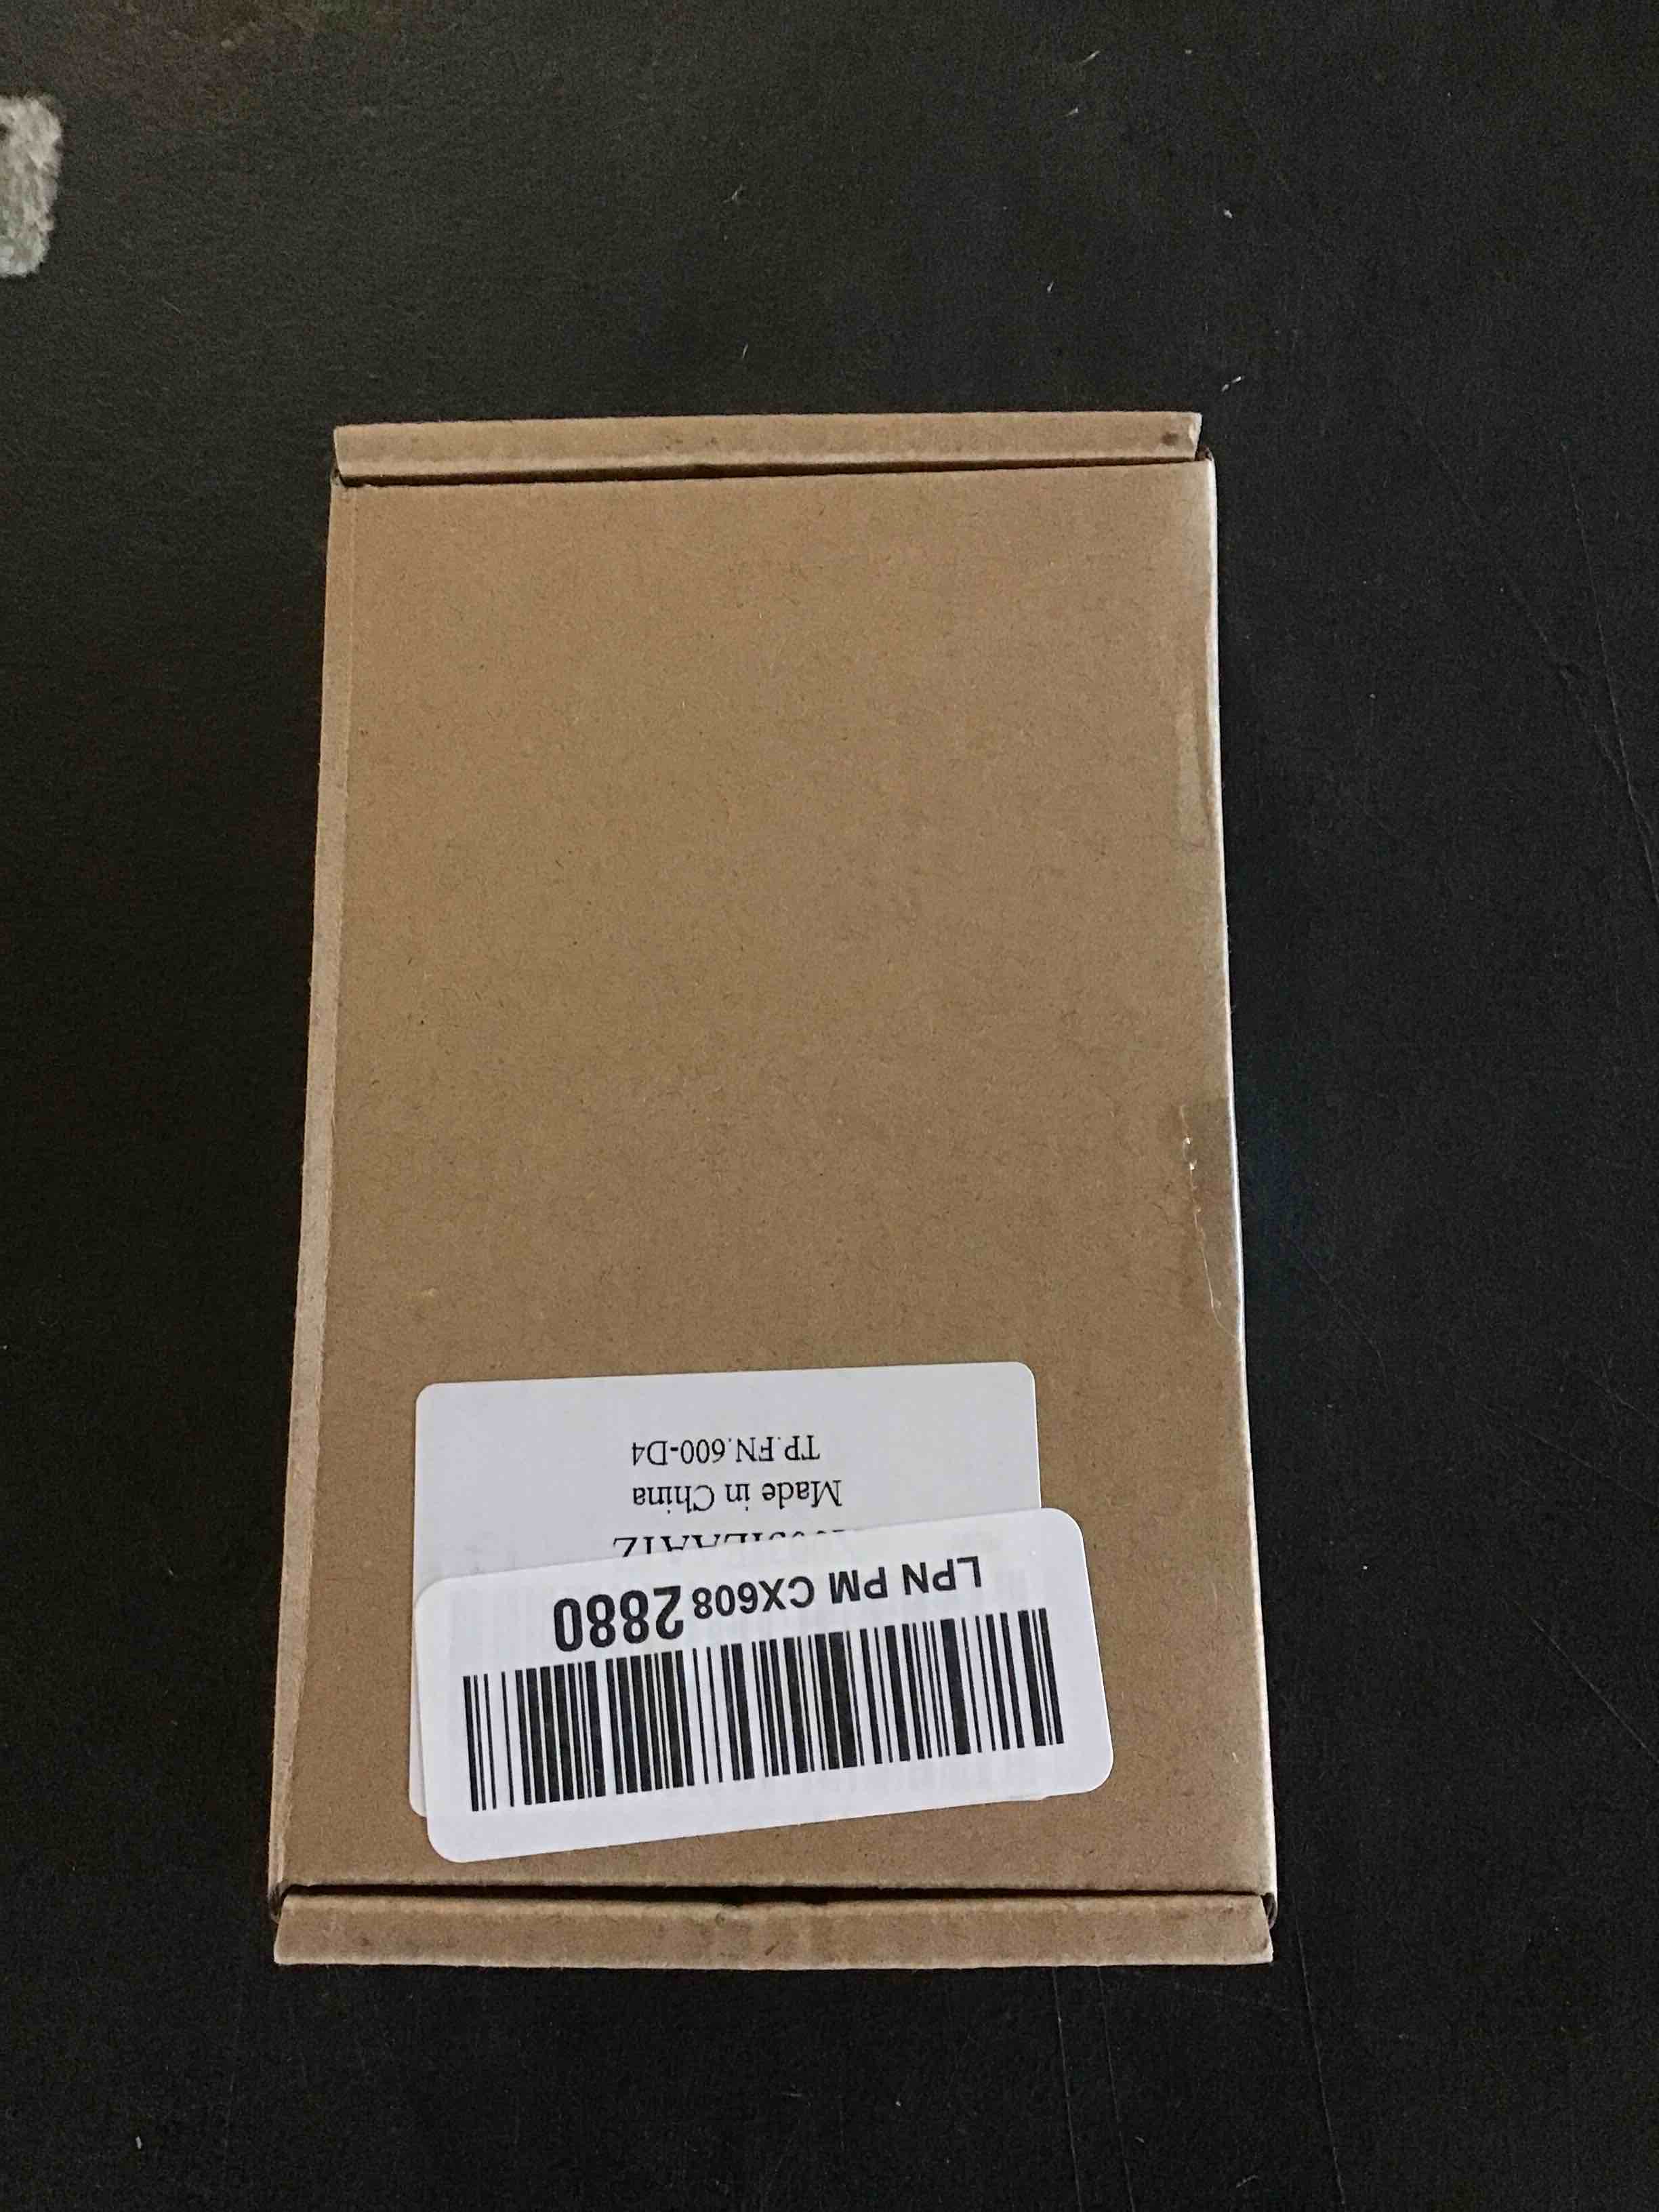 LPN PM CX608 2880
Made in China
TP.FN.600-D4